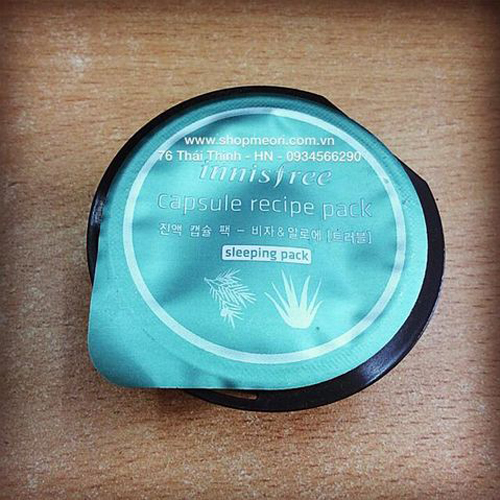 www.shopmeori.com.vn
76 Thái Thịnh - HN - 0934566290
innisfree
capsule recipe pack
진액 캡슐 팩 - 비자&알로에 [트러블]
sleeping pack